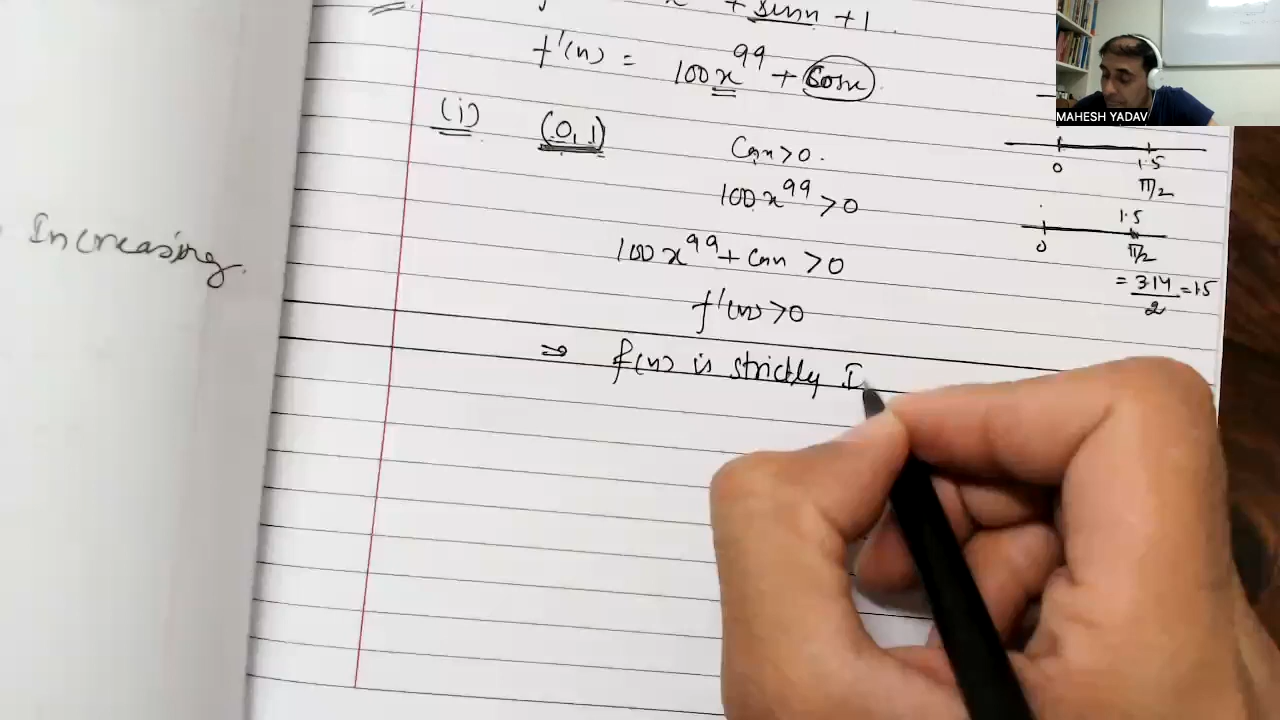 + sinx + 1
f'(x) = 100x^99 + cosx
(i) (0, 1)
Cosx > 0.
100x^99 > 0
100x^99 + cosx > 0
f'(x) > 0
⇒ f(x) is strictly I
Increasing.
MAHESH YADAV
0 1.5
π/2
1.5
0 π/2
= 3.14/2 = 1.5